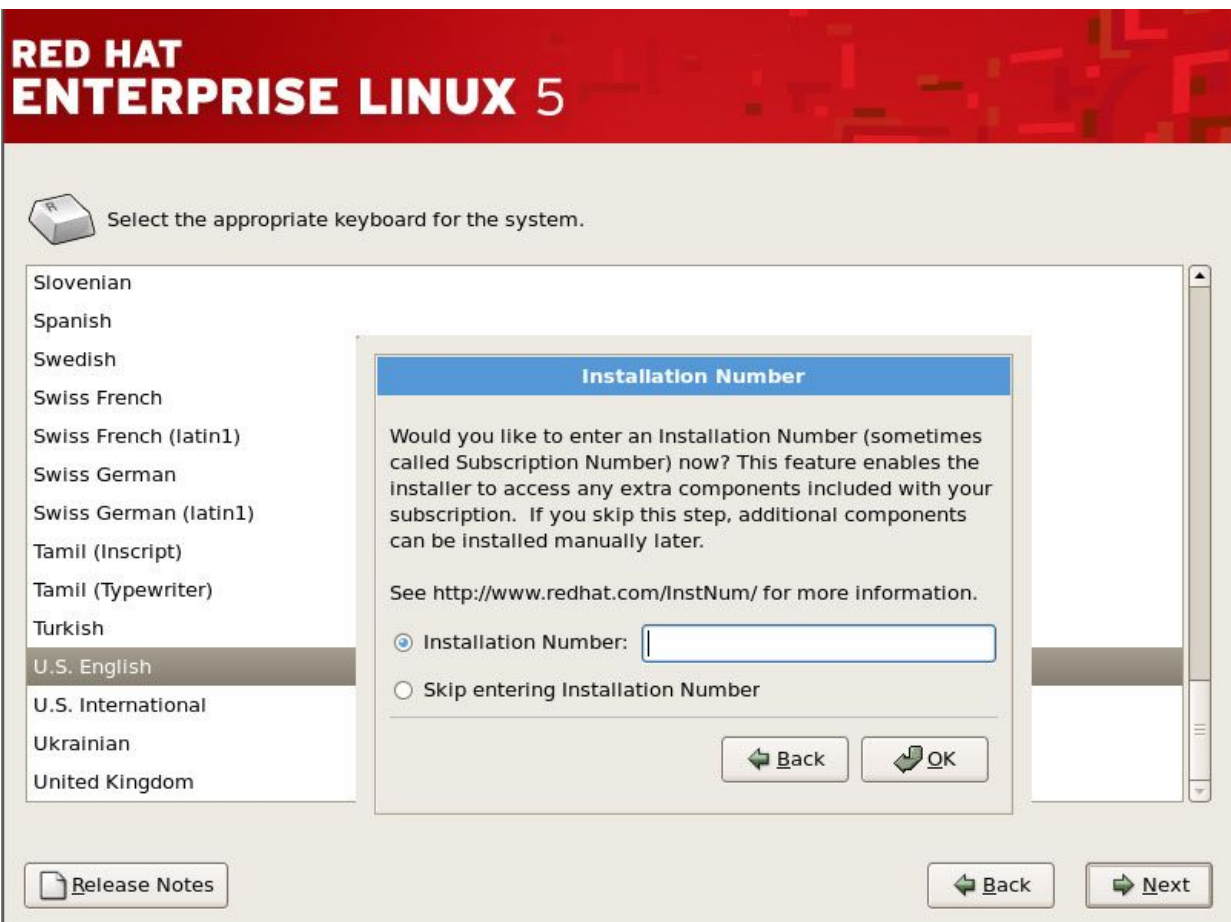 RED HAT
ENTERPRISE LINUX 5
Select the appropriate keyboard for the system.
Slovenian
Spanish
Swedish
Swiss French
Swiss French (latin1)
Swiss German
Swiss German (latin1)
Tamil (Inscript)
Tamil (Typewriter)
Turkish
U.S. English
U.S. International
Ukrainian
United Kingdom
Installation Number
Would you like to enter an Installation Number (sometimes
called Subscription Number) now? This feature enables the
installer to access any extra components included with your
subscription.  If you skip this step, additional components
can be installed manually later.
See http://www.redhat.com/InstNum/ for more information.
Installation Number:
Skip entering Installation Number
Back
OK
Release Notes
Back
Next